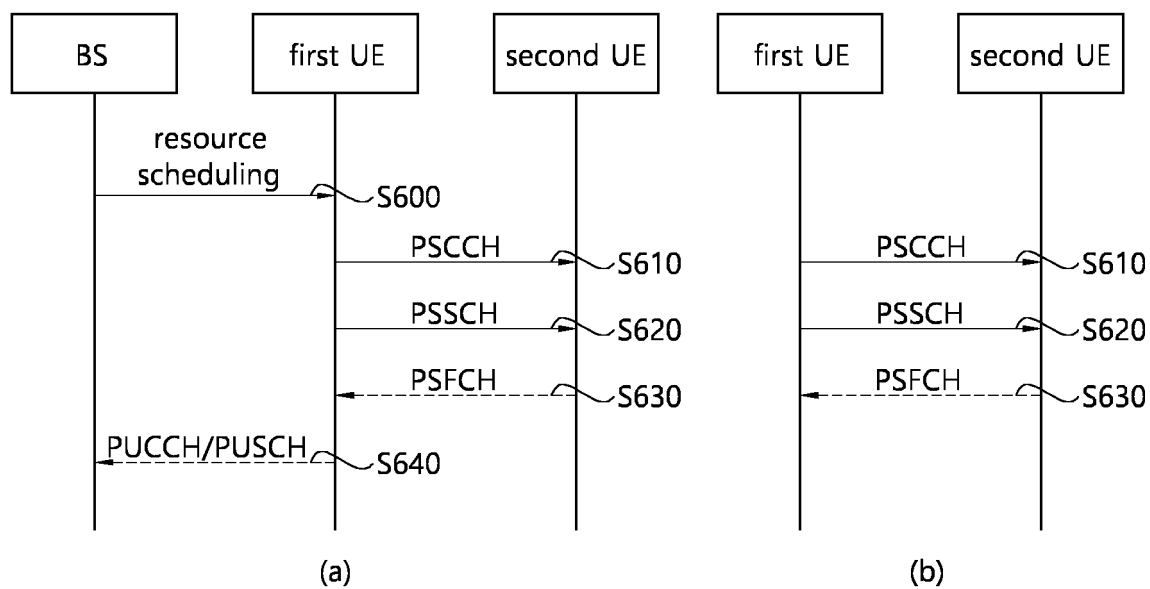 BS
first UE
second UE
first UE
second UE
resource
scheduling
S600
PSCCH
S610
PSCCH
S610
PSSCH
S620
PSSCH
S620
PSFCH
S630
PSFCH
S630
PUCCH/PUSCH
S640
(a)
(b)